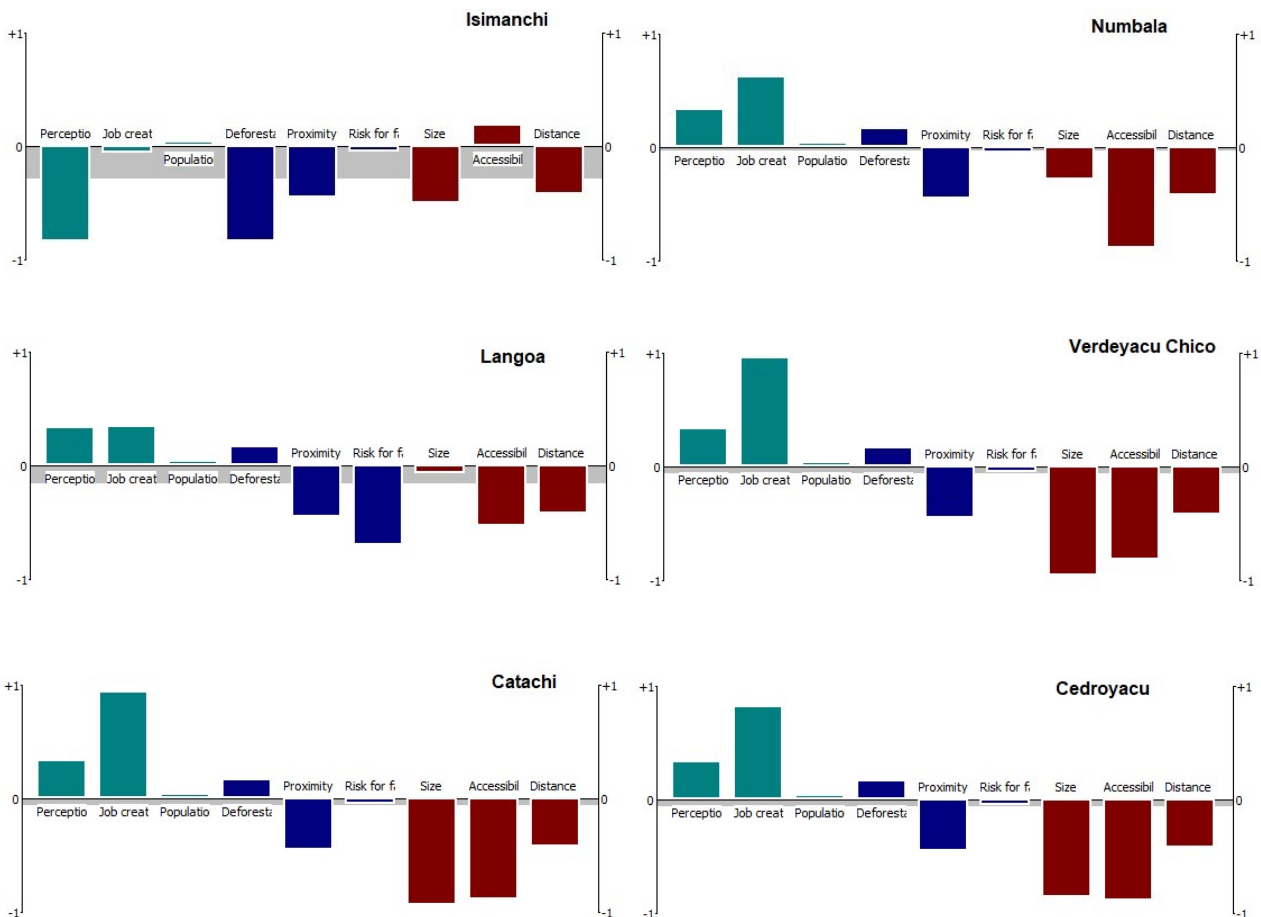 Isimanchi
+1
+1
Perceptio Job creat Deforesta Proximity Risk for fa Size Distance
0
0
Populatio Accessibil
-1
-1
Numbala
+1
+1
Proximity Risk for fa Size Accessibil Distance
0
0
Perceptio Job creat Populatio Deforesta
-1
-1
Langoa
+1
+1
Proximity Risk for fa Size Accessibil Distance
0
0
Perceptio Job creat Populatio Deforesta
-1
-1
Verdeyacu Chico
+1
+1
Proximity Risk for fa Size Accessibil Distance
0
0
Perceptio Job creat Populatio Deforesta
-1
-1
Catachi
+1
+1
Proximity Risk for fa Size Accessibil Distance
0
0
Perceptio Job creat Populatio Deforesta
-1
-1
Cedroyacu
+1
+1
Proximity Risk for fa Size Accessibil Distance
0
0
Perceptio Job creat Populatio Deforesta
-1
-1